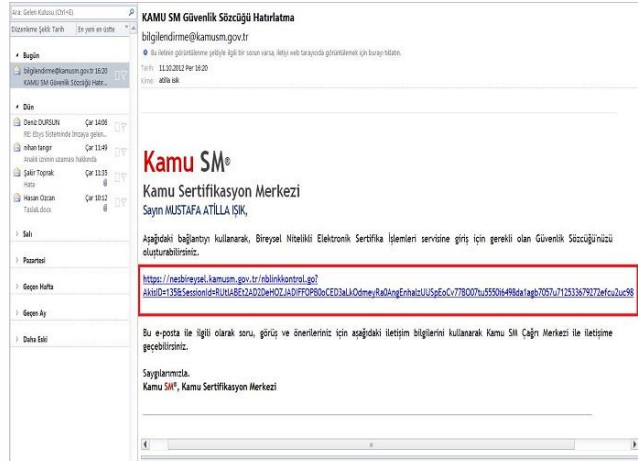 Ara: Gelen Kutusu (Ctrl+E)
Düzenleme Şekli: Tarih En yeni en üstte
Bugün
bilgilendirme@kamusm.gov.tr 16:20
KAMU SM Güvenlik Sözcüğü Hatır...
Dün
Deniz DURSUN Çar 14:06
RE: Ebys Sisteminde İmzaya gelen...
nihan tangır Çar 11:49
Analık izninin uzaması hakkında
Şakir Toprak Çar 11:35
Hata
Hasan Ozcan Çar 10:12
Taslak.docx
Salı
Pazartesi
Geçen Hafta
Geçen Ay
Daha Eski
KAMU SM Güvenlik Sözcüğü Hatırlatma
bilgilendirme@kamusm.gov.tr
Bu iletinin görüntülenme şekliyle ilgili bir sorun varsa, iletiyi web tarayıcıda görüntülemek için burayı tıklatın.
Tarih: 11.10.2012 Per 16:20
Kime: atilla isik
Kamu SM®
Kamu Sertifikasyon Merkezi
Sayın MUSTAFA ATİLLA IŞIK,
Aşağıdaki bağlantıyı kullanarak, Bireysel Nitelikli Elektronik Sertifika İşlemleri servisine giriş için gerekli olan Güvenlik Sözcüğü'nüzü
oluşturabilirsiniz.
https://nesbireysel.kamusm.gov.tr/nblinkkontrol.go?
Bu e-posta ile ilgili olarak soru, görüş ve önerileriniz için aşağıdaki iletişim bilgilerini kullanarak Kamu SM Çağrı Merkezi ile iletişime
geçebilirsiniz.
Saygılarımızla.
Kamu SM®, Kamu Sertifikasyon Merkezi